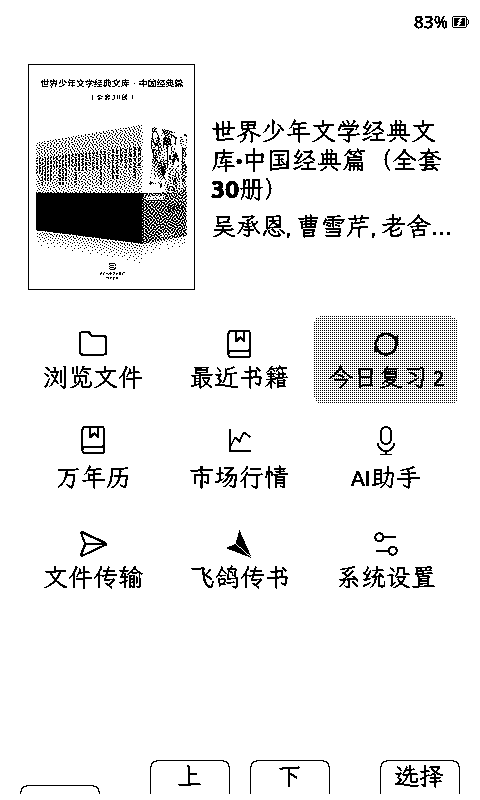 83%
世界少年文学经典文库·中国经典篇
（全套30册）
世界少年文学经典文
库·中国经典篇（全套
30册）
吴承恩, 曹雪芹, 老舍...
浏览文件
最近书籍
今日复习 2
万年历
市场行情
AI助手
文件传输
飞鸽传书
系统设置
上
下
选择